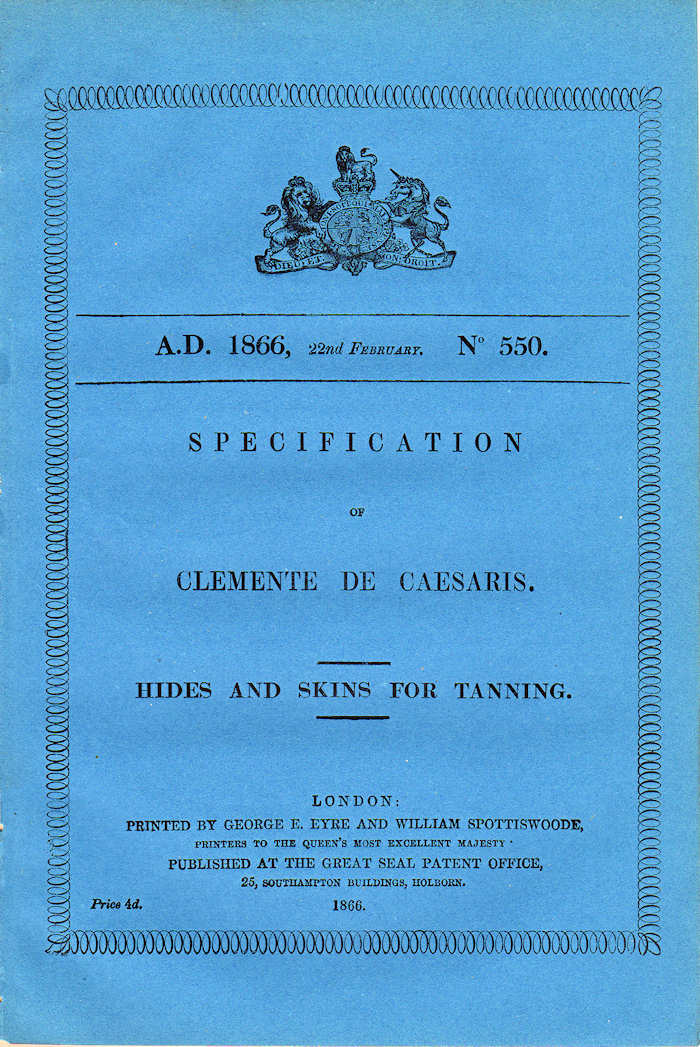 DIEU ET MON DROIT.
A.D. 1866, 22nd FEBRUARY. Nº 550.
SPECIFICATION
OF
CLEMENTE DE CAESARIS.
HIDES AND SKINS FOR TANNING.
LONDON:
PRINTED BY GEORGE E. EYRE AND WILLIAM SPOTTISWOODE,
PRINTERS TO THE QUEEN'S MOST EXCELLENT MAJESTY.
PUBLISHED AT THE GREAT SEAL PATENT OFFICE,
25, SOUTHAMPTON BUILDINGS, HOLBORN.
Price 4d. 1866.